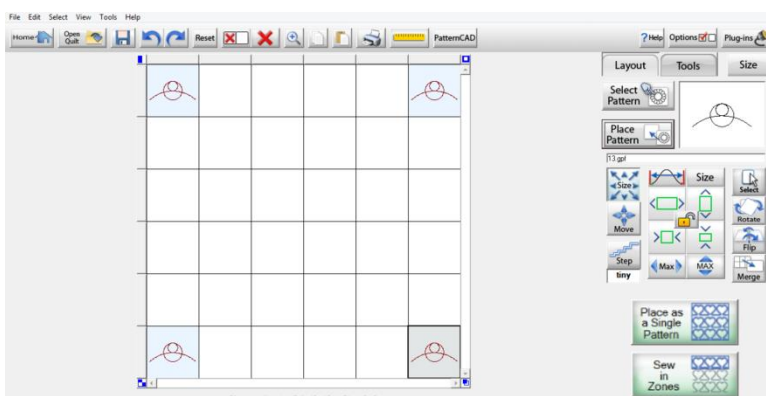 File Edit Select View Tools Help
Home Open Quilt Reset PatternCAD ?Help Options Plug-ins
Layout Tools Size
Select Pattern
Place Pattern
13.gpf
Size Size Select
Move Rotate
Flip
Step
tiny Max MAX Merge
Place as
a Single
Pattern
Sew
in
Zones